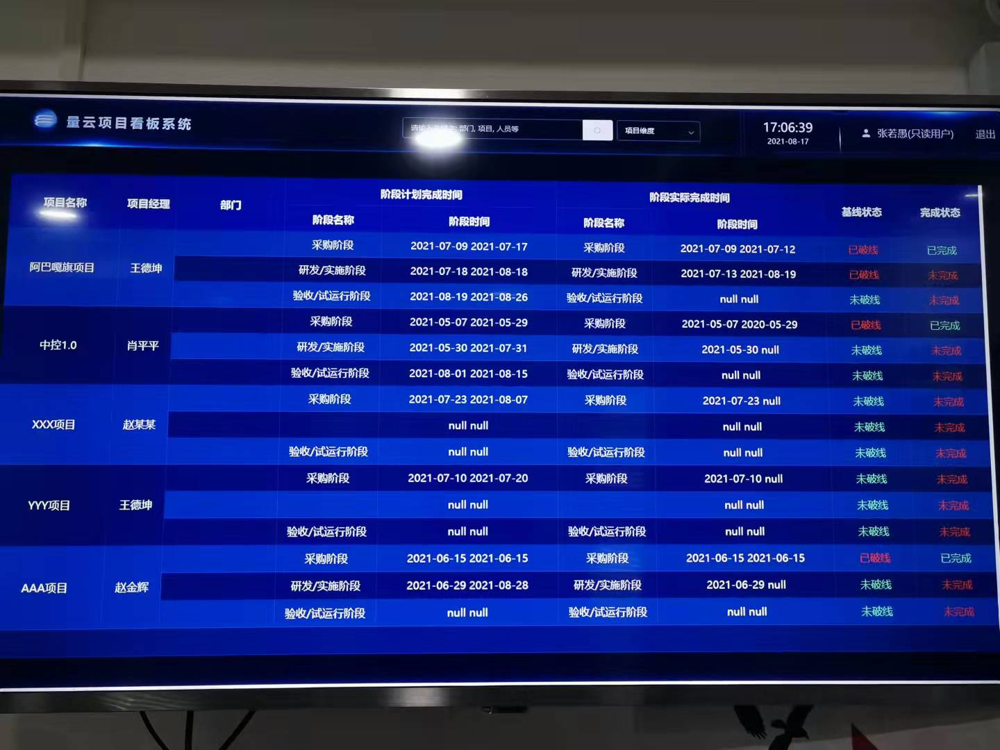 量云项目看板系统
部门, 项目, 人员等
项目维度
17:06:39
2021-08-17
张若愚(只读用户)
退出
项目名称 项目经理 部门 阶段计划完成时间 阶段实际完成时间 基线状态 完成状态
阶段名称 阶段时间 阶段名称 阶段时间
阿巴嘎旗项目 王德坤
采购阶段 2021-07-09 2021-07-17 采购阶段 2021-07-09 2021-07-12 已破线 已完成
研发/实施阶段 2021-07-18 2021-08-18 研发/实施阶段 2021-07-13 2021-08-19 已破线 未完成
验收/试运行阶段 2021-08-19 2021-08-26 验收/试运行阶段 null null 未破线 未完成
中控1.0 肖平平
采购阶段 2021-05-07 2021-05-29 采购阶段 2021-05-07 2020-05-29 已破线 已完成
研发/实施阶段 2021-05-30 2021-07-31 研发/实施阶段 2021-05-30 null 未破线 未完成
验收/试运行阶段 2021-08-01 2021-08-15 验收/试运行阶段 null null 未破线 未完成
XXX项目 赵某某
采购阶段 2021-07-23 2021-08-07 采购阶段 2021-07-23 null 未破线 未完成
null null null null 未破线 未完成
验收/试运行阶段 null null 验收/试运行阶段 null null 未破线 未完成
YYY项目 王德坤
采购阶段 2021-07-10 2021-07-20 采购阶段 2021-07-10 null 未破线 未完成
null null null null 未破线 未完成
验收/试运行阶段 null null 验收/试运行阶段 null null 未破线 未完成
AAA项目 赵金辉
采购阶段 2021-06-15 2021-06-15 采购阶段 2021-06-15 2021-06-15 已破线 已完成
研发/实施阶段 2021-06-29 2021-08-28 研发/实施阶段 2021-06-29 null 未破线 未完成
验收/试运行阶段 null null 验收/试运行阶段 null null 未破线 未完成